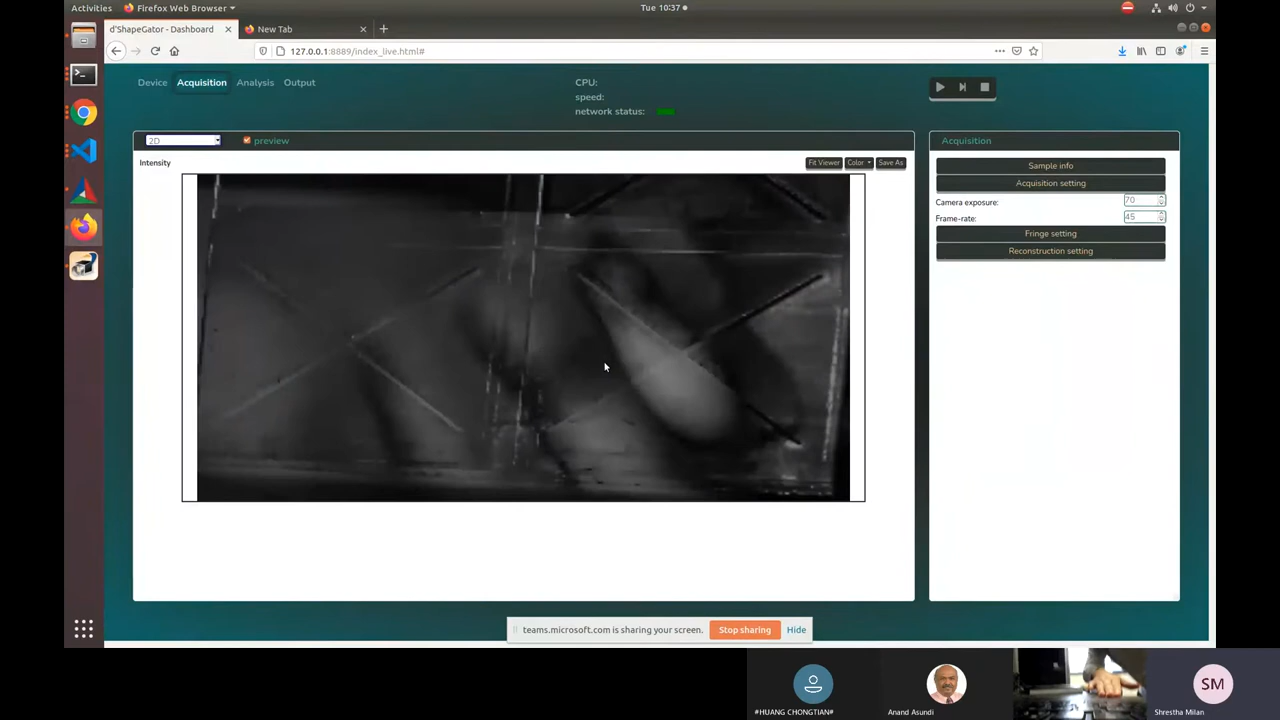 Activities
Firefox Web Browser
Tue 10:37
d'ShapeGator - Dashboard
New Tab
127.0.0.1:8889/index_live.html#
Device
Acquisition
Analysis
Output
CPU:
speed:
network status:
2D
preview
Acquisition
Intensity
Fit Viewer
Color
Save As
Sample info
Acquisition setting
Camera exposure:
70
Frame-rate:
45
Fringe setting
Reconstruction setting
teams.microsoft.com is sharing your screen.
Stop sharing
Hide
#HUANG CHONGTIAN#
Anand Asundi
SM
Shrestha Milan